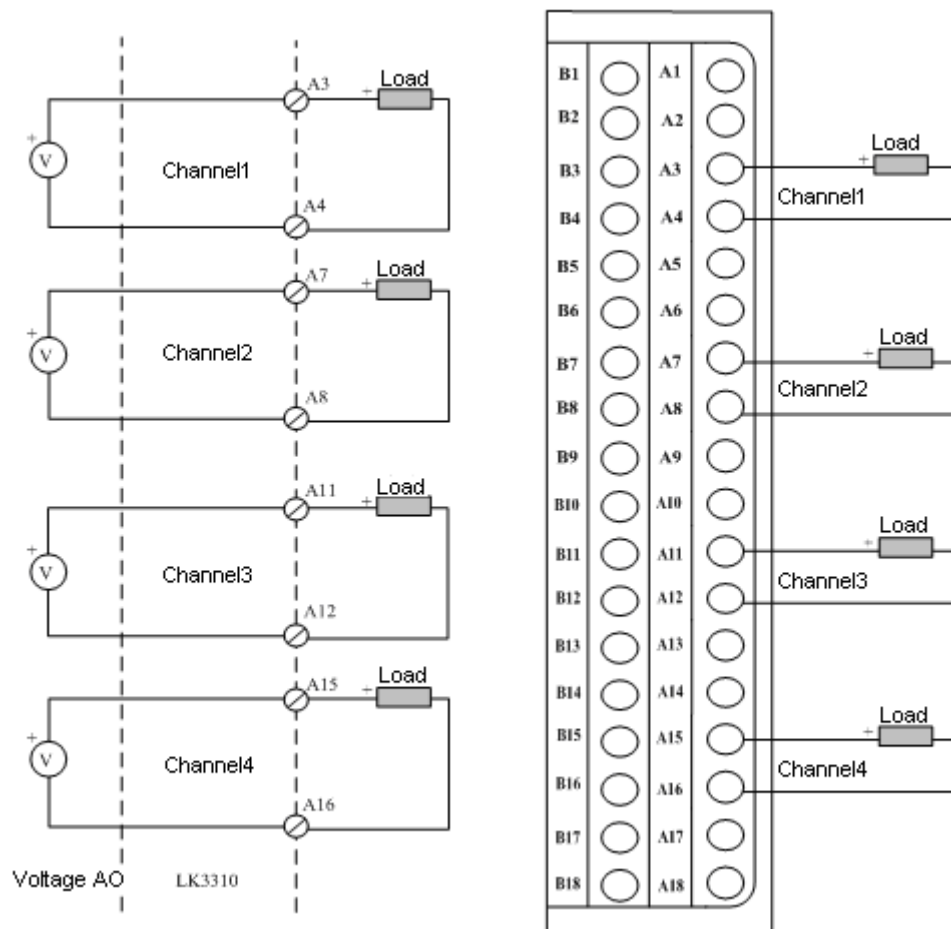 A3 Load
+ +
V
Channel1
A4
A7 Load
+ +
V
Channel2
A8
A11 Load
+ +
V
Channel3
A12
A15 Load
+ +
V
Channel4
A16
Voltage AO LK3310
B1 A1
B2 A2
B3 A3 + Load
B4 A4 Channel1
B5 A5
B6 A6
B7 A7 + Load
B8 A8 Channel2
B9 A9
B10 A10
B11 A11 + Load
B12 A12 Channel3
B13 A13
B14 A14
B15 A15 + Load
B16 A16 Channel4
B17 A17
B18 A18